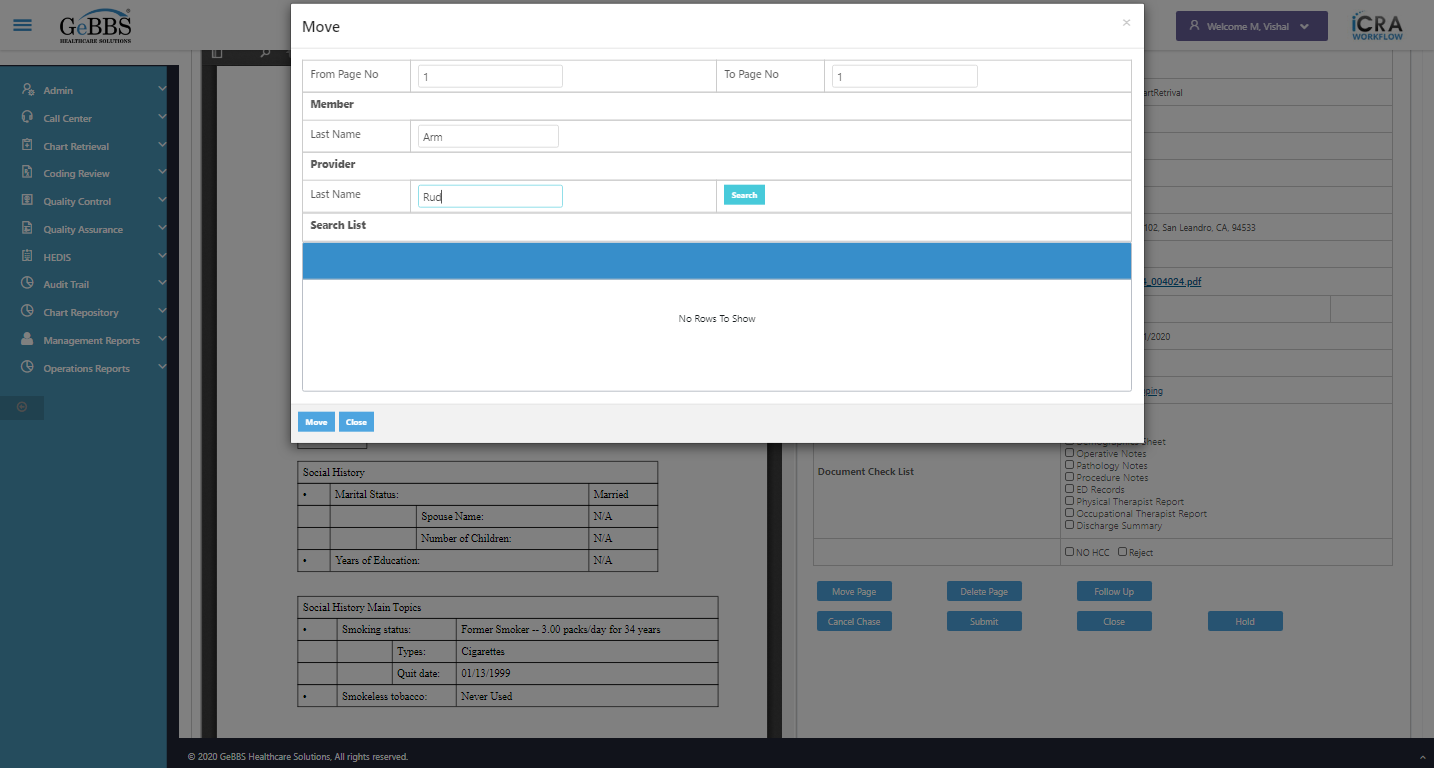 GeBBS
HEALTHCARE SOLUTIONS
Move
×
Welcome M, Vishal
iCRA
WORKFLOW
From Page No
1
To Page No
1
Member
Last Name
Arm
Provider
Last Name
Rud
Search
Search List
No Rows To Show
Move
Close
Admin
Call Center
Chart Retrieval
Coding Review
Quality Control
Quality Assurance
HEDIS
Audit Trail
Chart Repository
Management Reports
Operations Reports
Social History
• Marital Status: Married
Spouse Name: N/A
Number of Children: N/A
• Years of Education: N/A
Social History Main Topics
• Smoking status: Former Smoker -- 3.00 packs/day for 34 years
Types: Cigarettes
Quit date: 01/13/1999
• Smokeless tobacco: Never Used
artRetrival
102, San Leandro, CA, 94533
_004024.pdf
/2020
ping
Document Check List
Sheet
Operative Notes
Pathology Notes
Procedure Notes
ED Records
Physical Therapist Report
Occupational Therapist Report
Discharge Summary
NO HCC Reject
Move Page
Delete Page
Follow Up
Cancel Chase
Submit
Close
Hold
© 2020 GeBBS Healthcare Solutions, All rights reserved.